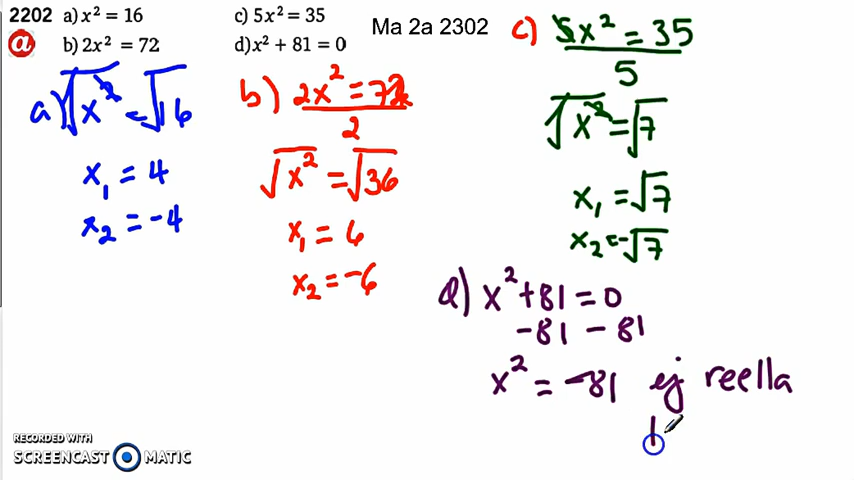 2202 a) x² = 16 c) 5x² = 35
a b) 2x² = 72 d) x² + 81 = 0
Ma 2a 2302
a) √x² = √16
x₁ = 4
x₂ = -4
b) 2x² = 72
2
√x² = √36
x₁ = 6
x₂ = -6
c) 5x² = 35
5
√x² = √7
x₁ = √7
x₂ = -√7
d) x² + 81 = 0
-81 -81
x² = -81 ej reella
RECORDED WITH
SCREENCAST MATIC